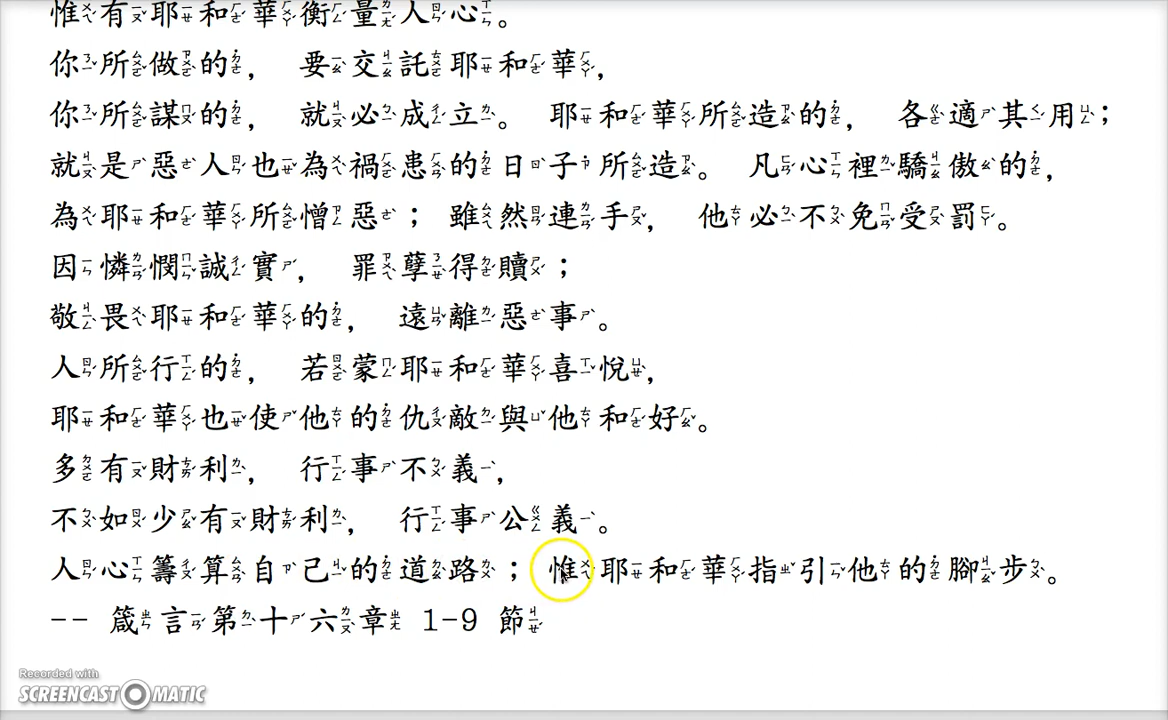 惟有耶和華衡量人心。
你所做的， 要交託耶和華，
你所謀的， 就必成立。 耶和華所造的， 各適其用；
就是惡人也為禍患的日子所造。 凡心裡驕傲的，
為耶和華所憎惡； 雖然連手， 他必不免受罰。
因憐憫誠實， 罪孽得贖；
敬畏耶和華的， 遠離惡事。
人所行的， 若蒙耶和華喜悅，
耶和華也使他的仇敵與他和好。
多有財利， 行事不義，
不如少有財利， 行事公義。
人心籌算自己的道路； 惟耶和華指引他的腳步。
-- 箴言第十六章 1-9 節
Recorded with
SCREENCAST-O-MATIC